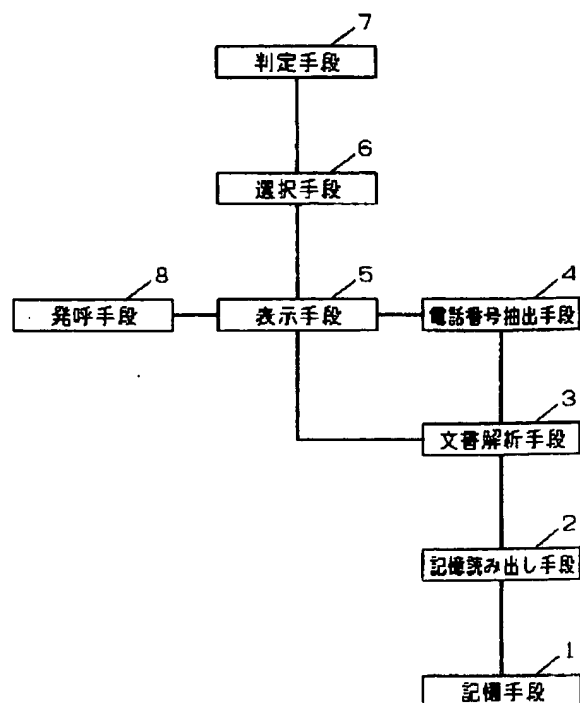 7
判定手段
6
選択手段
8
発呼手段
5
表示手段
4
電話番号抽出手段
3
文書解析手段
2
記憶読み出し手段
1
記憶手段